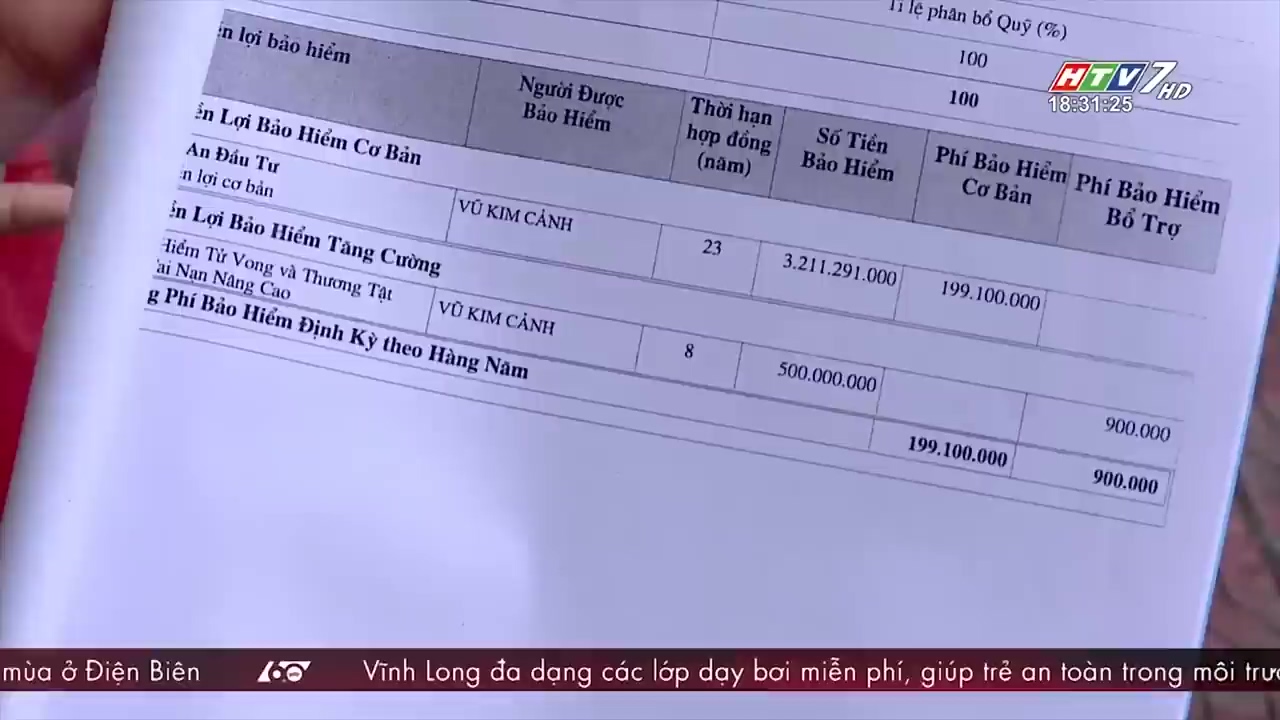 Tỉ lệ phân bổ Quỹ (%)
100
100
HTV7 HD
18:31:25
ền lợi bảo hiểm
Người Được
Bảo Hiểm
Thời hạn
hợp đồng
(năm)
Số Tiền
Bảo Hiểm
Phí Bảo Hiểm
Cơ Bản
Phí Bảo Hiểm
Bổ Trợ
ền Lợi Bảo Hiểm Cơ Bản
An Đầu Tư
ền lợi cơ bản
VŨ KIM CẢNH
23
3.211.291.000
199.100.000
ền Lợi Bảo Hiểm Tăng Cường
Hiểm Tử Vong và Thương Tật
Tai Nạn Nâng Cao
VŨ KIM CẢNH
8
500.000.000
900.000
g Phí Bảo Hiểm Định Kỳ theo Hàng Năm
199.100.000
900.000
mùa ở Điện Biên 60 Vĩnh Long đa dạng các lớp dạy bơi miễn phí, giúp trẻ an toàn trong môi trư